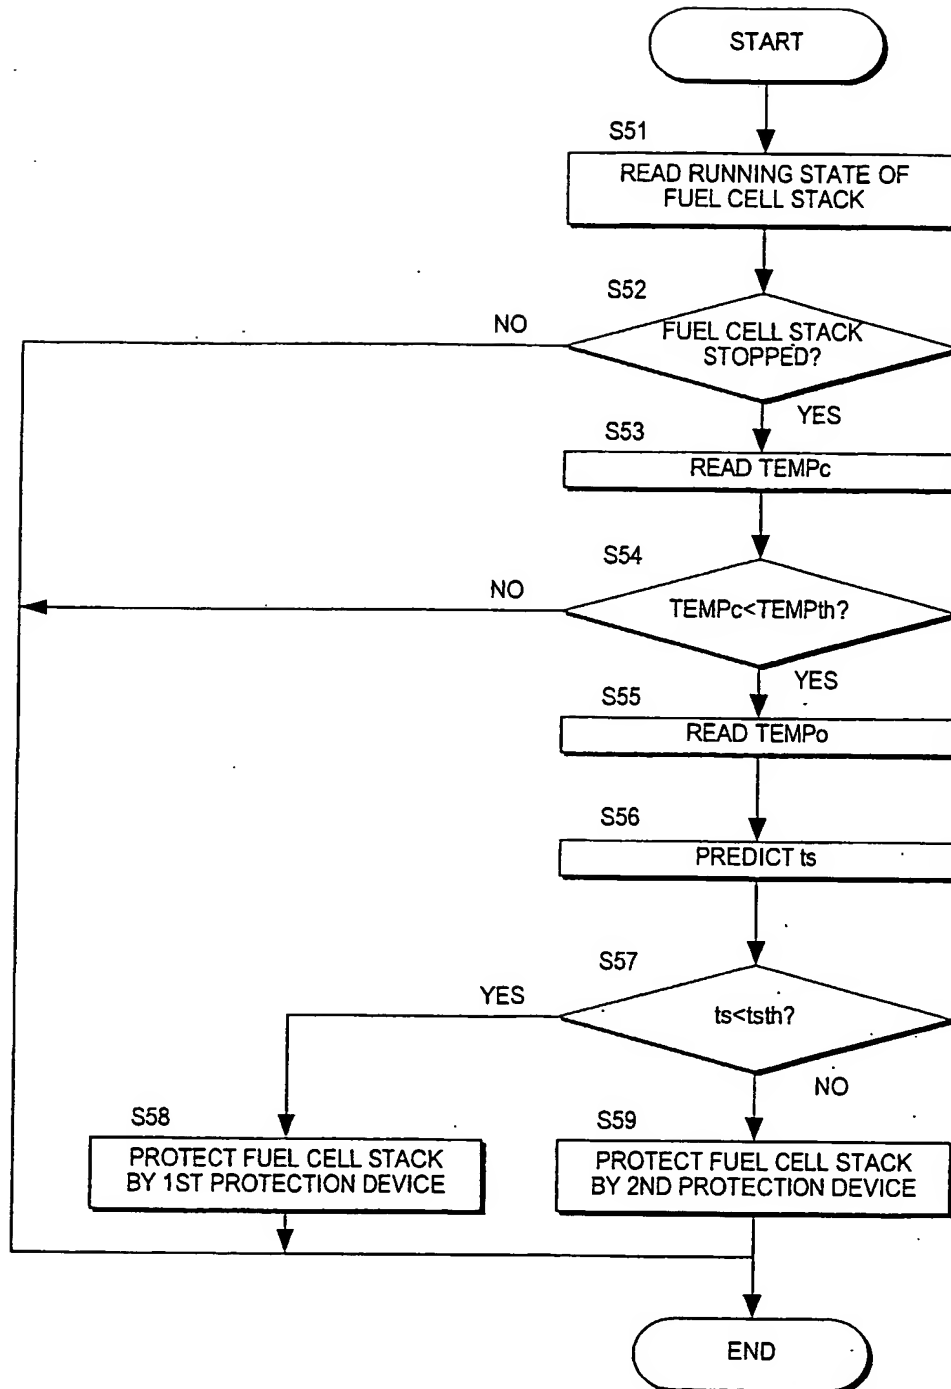 START
S51
READ RUNNING STATE OF
FUEL CELL STACK
S52
NO
FUEL CELL STACK
STOPPED?
YES
S53
READ TEMPc
S54
NO
TEMPc<TEMPth?
YES
S55
READ TEMPo
S56
PREDICT ts
S57
YES
ts<tsth?
NO
S58
PROTECT FUEL CELL STACK
BY 1ST PROTECTION DEVICE
S59
PROTECT FUEL CELL STACK
BY 2ND PROTECTION DEVICE
END